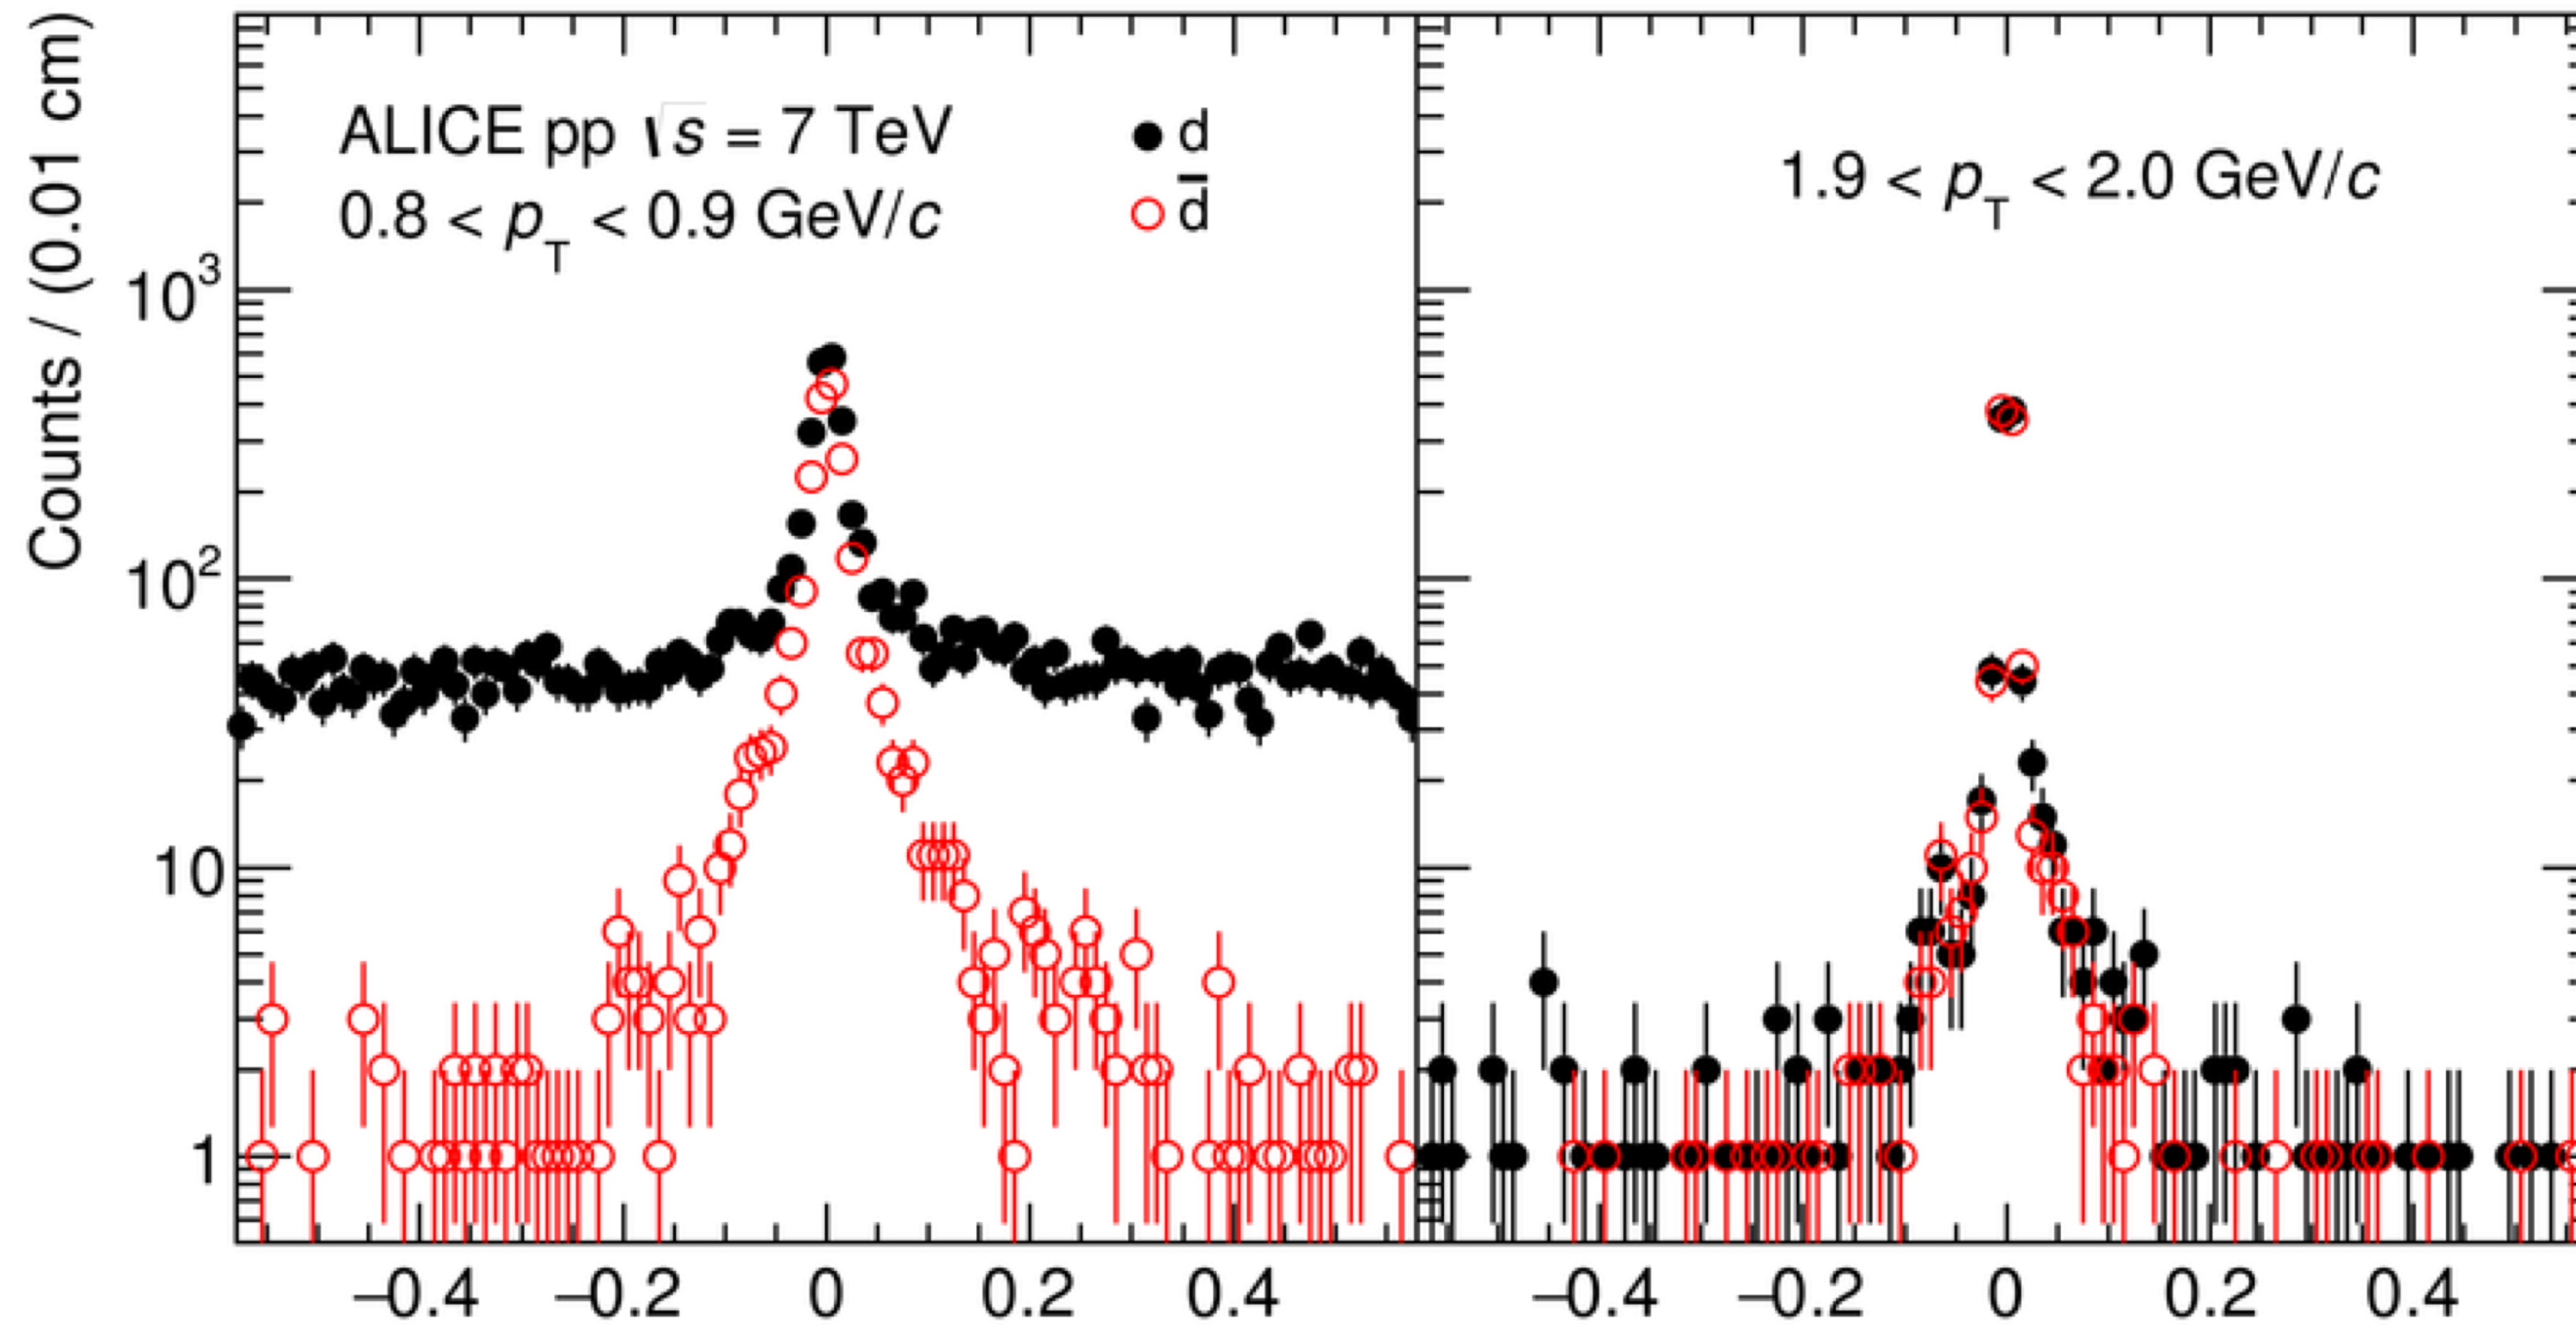 Counts / (0.01 cm)
ALICE pp √s = 7 TeV
0.8 < p_T < 0.9 GeV/c
d
d̄
1.9 < p_T < 2.0 GeV/c
10³
10²
10
1
−0.4 −0.2 0 0.2 0.4
−0.4 −0.2 0 0.2 0.4